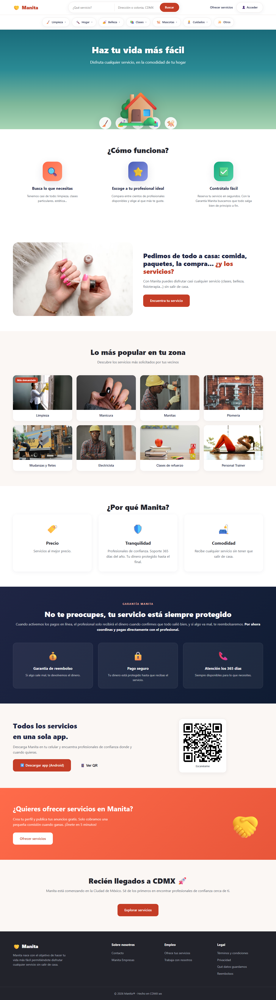 Manita
¿Qué servicio?
Dirección o colonia, CDMX
Buscar
Ofrecer servicios
Acceder
Limpieza
Hogar
Belleza
Clases
Mascotas
Cuidados
Otros
Haz tu vida más fácil
Disfruta cualquier servicio, en la comodidad de tu hogar
¿Cómo funciona?
Busca lo que necesitas
Tenemos casi de todo: limpieza, clases
particulares, estética...
Escoge a tu profesional ideal
Compara entre cientos de profesionales
disponibles y elige al que más te guste.
Contrátalo fácil
Reserva tu servicio en segundos. Con la
Garantía Manita buscamos que todo salga
bien de principio a fin.
Pedimos de todo a casa: comida,
paquetes, la compra... ¿y los
servicios?
Con Manita puedes disfrutar casi cualquier servicio (clases, belleza,
fisioterapia...) sin salir de casa.
Encuentra tu servicio
Lo más popular en tu zona
Descubre los servicios más solicitados por tus vecinos
Más demandado
Limpieza
Manicura
Manitas
Plomería
Mudanzas y fletes
Electricista
A
B
Clases de refuerzo
Personal Trainer
¿Por qué Manita?
Precio
Servicios al mejor precio.
Tranquilidad
Profesionales de confianza. Soporte 365
días del año. Tu dinero protegido hasta el
final.
Comodidad
Recibe cualquier servicio sin tener que
salir de casa.
GARANTÍA MANITA
No te preocupes, tu servicio está siempre protegido
Cuando activemos los pagos en línea, el profesional solo recibirá el dinero cuando confirmes que todo salió bien, y si algo va mal, te reembolsaremos. Por ahora
coordinas y pagas directamente con el profesional.
Garantía de reembolso
Si algo sale mal, te devolvemos el dinero.
Pago seguro
Tu dinero está protegido hasta que recibas el
servicio.
Atención los 365 días
Siempre disponibles para lo que necesites.
Todos los servicios
en una sola app.
Descarga Manita en tu celular y encuentra profesionales de confianza donde y
cuando quieras.
Descargar app (Android)
Ver QR
Escanéame
¿Quieres ofrecer servicios en Manita?
Crea tu perfil y publica tus anuncios gratis. Solo cobramos una
pequeña comisión cuando ganas. ¡Únete en 5 minutos!
Ofrecer servicios
Recién llegados a CDMX
Manita está comenzando en la Ciudad de México. Sé de los primeros en encontrar profesionales de confianza cerca de ti.
Explorar servicios
Manita
Manita nace con el objetivo de hacer tu
vida más fácil permitiéndote disfrutar
cualquier servicio sin salir de casa.
Sobre nosotros
Contacto
Manita Empresas
Empleo
Ofrece tus servicios
Trabaja con nosotros
Legal
Términos y condiciones
Privacidad
Qué datos guardamos
Reembolsos
© 2026 Manita® · Hecho en CDMX MX